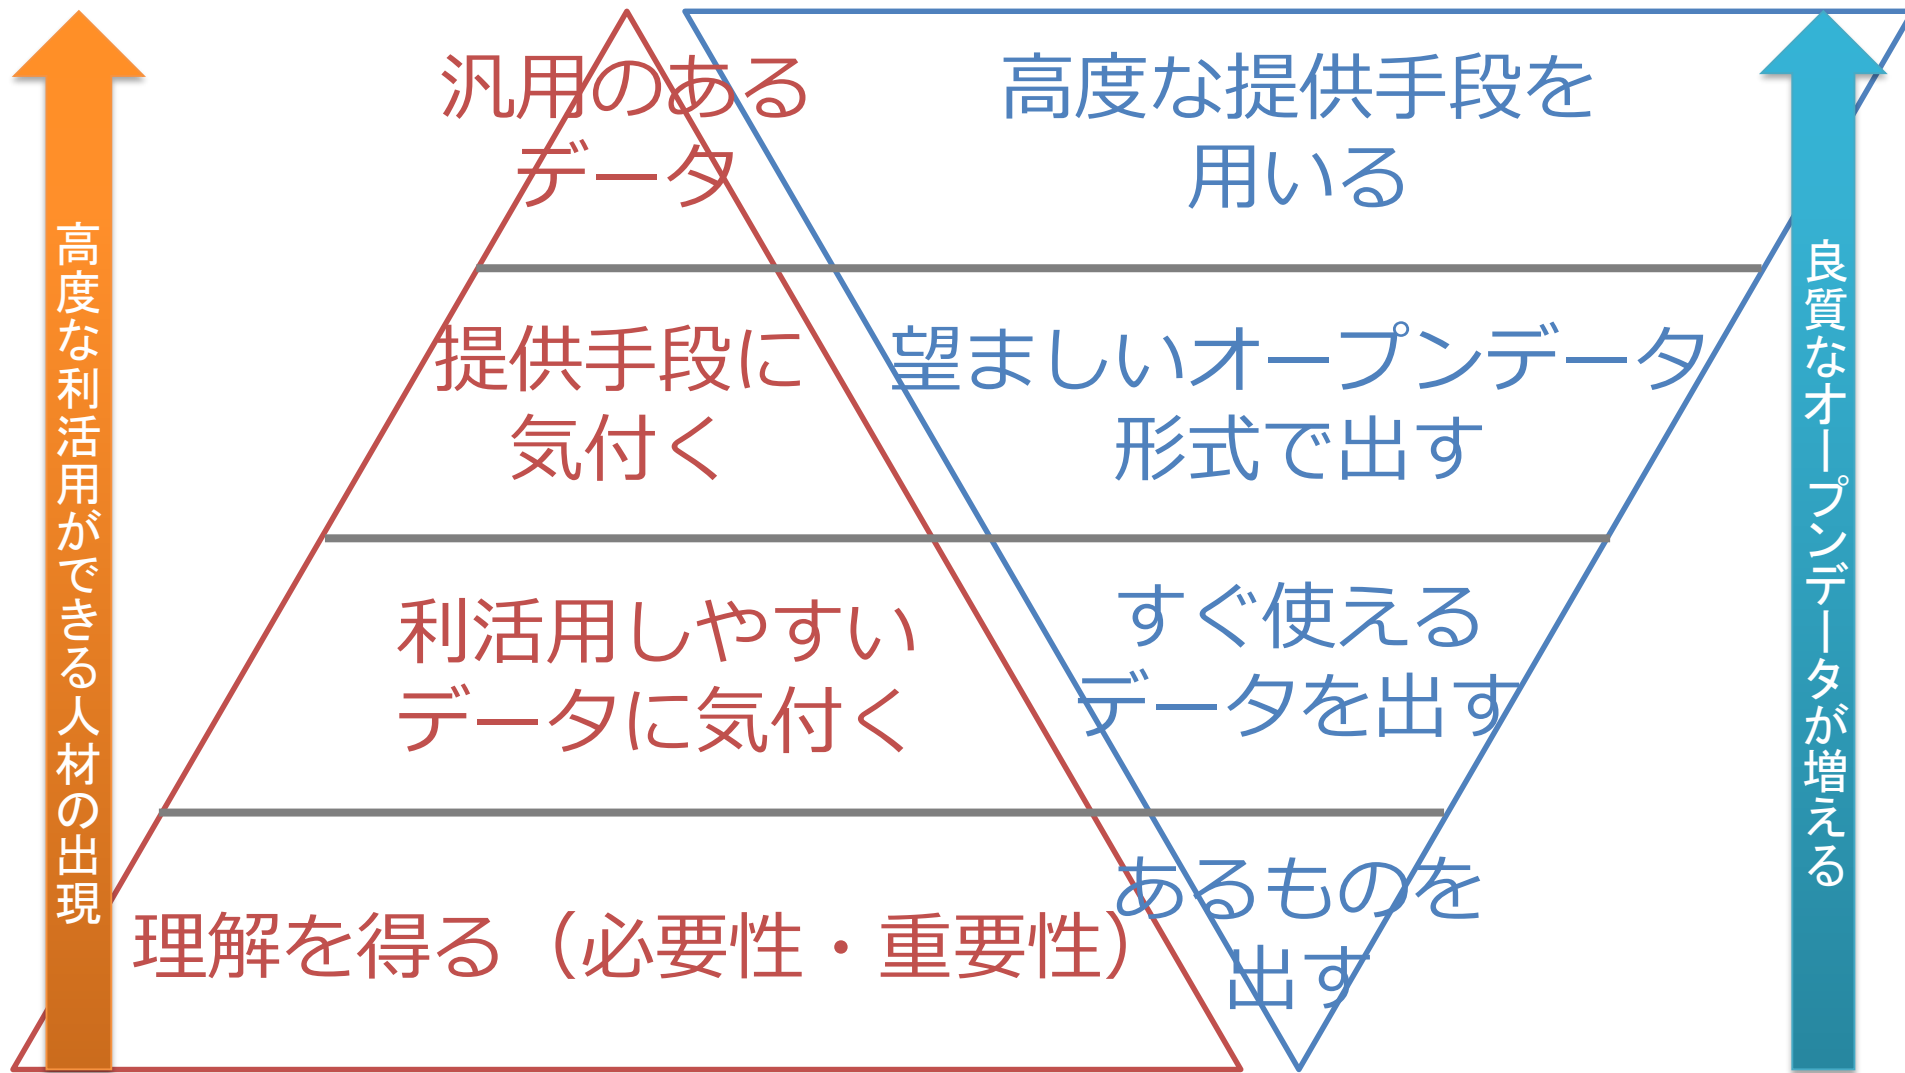 高度な利活用ができる人材の出現
汎用のある
データ
提供手段に
気付く
利活用しやすい
データに気付く
理解を得る（必要性・重要性）
高度な提供手段を
用いる
望ましいオープンデータ
形式で出す
すぐ使える
データを出す
あるものを
出す
良質なオープンデータが増える